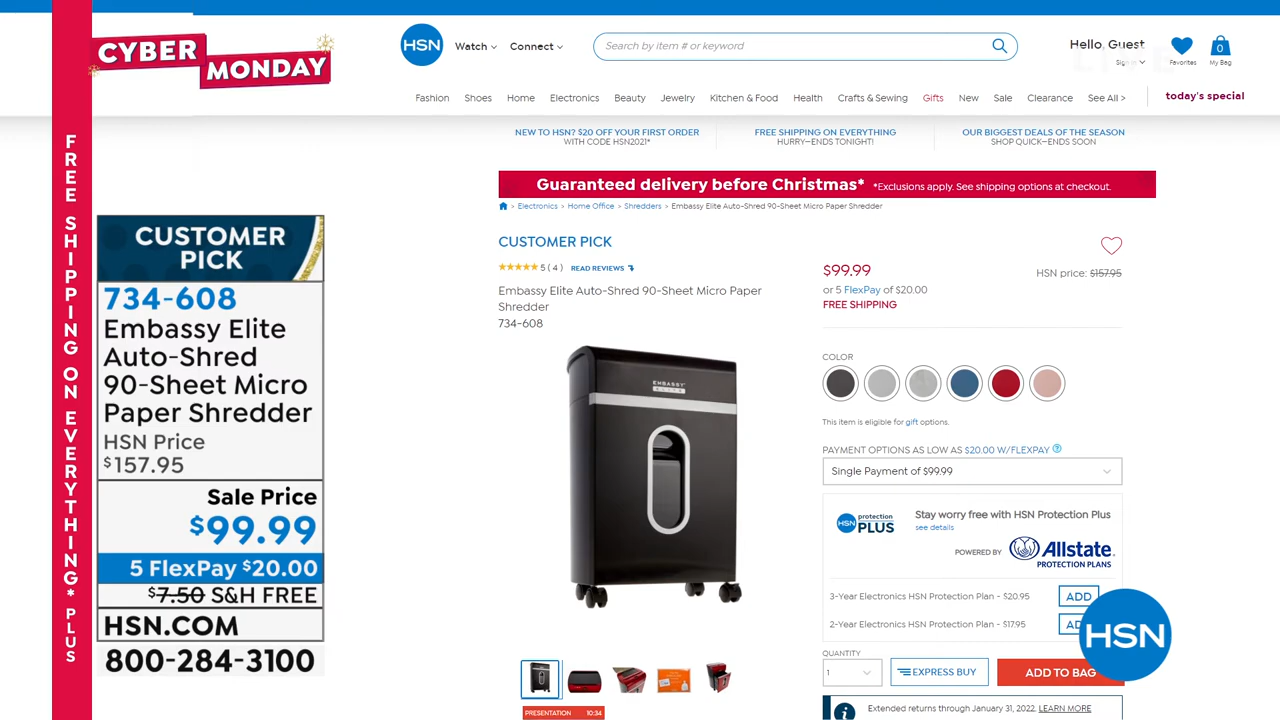 CYBER
MONDAY
FREE SHIPPING ON EVERYTHING* PLUS
CUSTOMER
PICK
734-608
Embassy Elite
Auto-Shred
90-Sheet Micro
Paper Shredder
HSN Price
$157.95
Sale Price
$99.99
5 FlexPay $20.00
$7.50 S&H FREE
HSN.COM
800-284-3100
HSN
Watch
Connect
Search by item # or keyword
Hello, Guest
Sign in
Favorites
0
My Bag
Fashion
Shoes
Home
Electronics
Beauty
Jewelry
Kitchen & Food
Health
Crafts & Sewing
Gifts
New
Sale
Clearance
See All >
today's special
NEW TO HSN? $20 OFF YOUR FIRST ORDER
WITH CODE HSN2021*
FREE SHIPPING ON EVERYTHING
HURRY—ENDS TONIGHT!
OUR BIGGEST DEALS OF THE SEASON
SHOP QUICK—ENDS SOON
Guaranteed delivery before Christmas* *Exclusions apply. See shipping options at checkout.
> Electronics > Home Office > Shredders > Embassy Elite Auto-Shred 90-Sheet Micro Paper Shredder
CUSTOMER PICK
5 ( 4 ) READ REVIEWS
Embassy Elite Auto-Shred 90-Sheet Micro Paper
Shredder
734-608
EMBASSY
PRESENTATION 10:34
$99.99
HSN price: $157.95
or 5 FlexPay of $20.00
FREE SHIPPING
COLOR
This item is eligible for gift options.
PAYMENT OPTIONS AS LOW AS $20.00 W/FLEXPAY ?
Single Payment of $99.99
HSN protection PLUS
Stay worry free with HSN Protection Plus
see details
POWERED BY Allstate.
PROTECTION PLANS
3-Year Electronics HSN Protection Plan - $20.95 ADD
2-Year Electronics HSN Protection Plan - $17.95
HSN
QUANTITY
1
EXPRESS BUY
ADD TO BAG
Extended returns through January 31, 2022. LEARN MORE